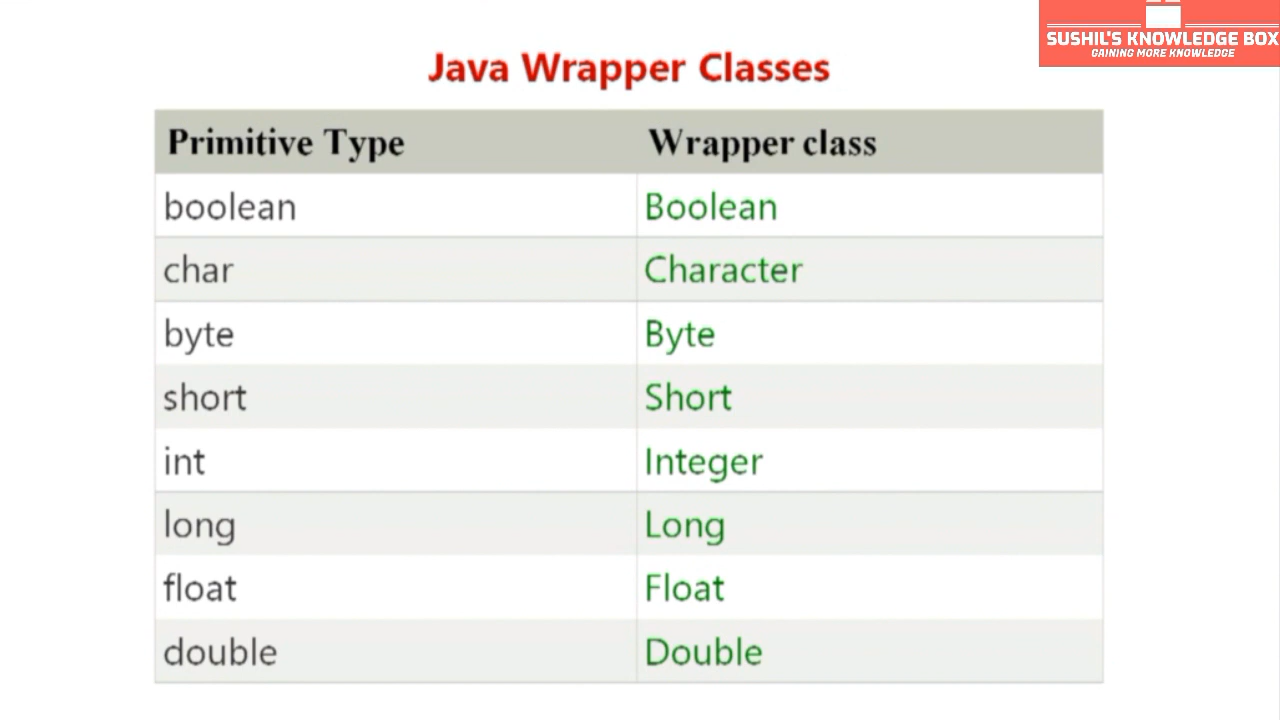 SUSHIL'S KNOWLEDGE BOX
GAINING MORE KNOWLEDGE
Java Wrapper Classes
Primitive Type Wrapper class
boolean Boolean
char Character
byte Byte
short Short
int Integer
long Long
float Float
double Double